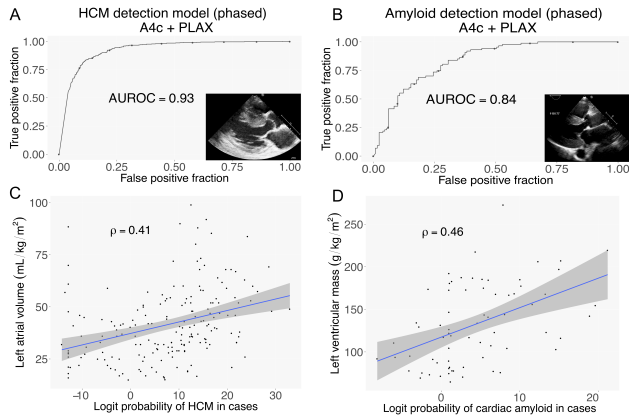 A
HCM detection model (phased)
A4c + PLAX
True positive fraction
1.00
0.75
0.50
0.25
0.00
AUROC = 0.93
0.00
0.25
0.50
0.75
1.00
False positive fraction
B
Amyloid detection model (phased)
A4c + PLAX
True positive fraction
1.00
0.75
0.50
0.25
0.00
AUROC = 0.84
0.00
0.25
0.50
0.75
1.00
False positive fraction
C
Left atrial volume (mL/kg/m²)
100
75
50
25
ρ = 0.41
−10
0
10
20
30
Logit probability of HCM in cases
D
Left ventricular mass (g/kg/m²)
250
200
150
100
ρ = 0.46
0
10
20
Logit probability of cardiac amyloid in cases